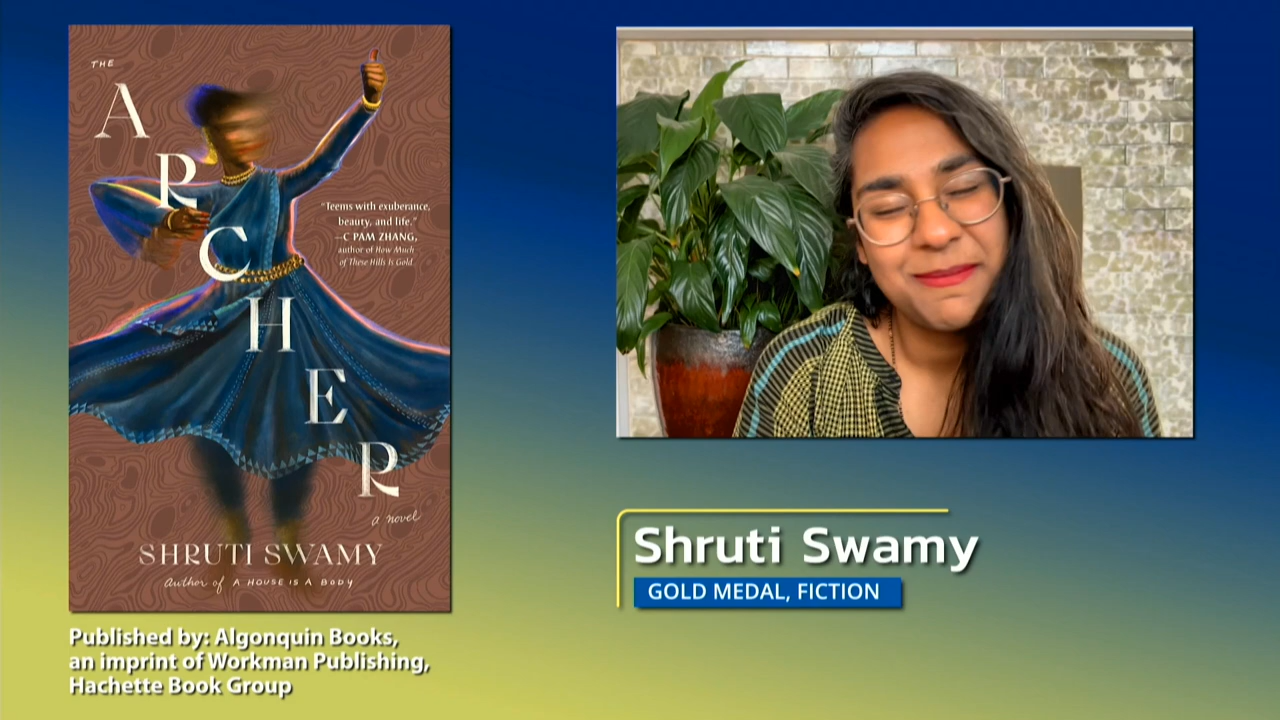 THE
ARCHER
"Teems with exuberance,
beauty, and life."
—C PAM ZHANG,
author of How Much
of These Hills Is Gold
a novel
SHRUTI SWAMY
Author of A HOUSE IS A BODY
Published by: Algonquin Books,
an imprint of Workman Publishing,
Hachette Book Group
Shruti Swamy
GOLD MEDAL, FICTION